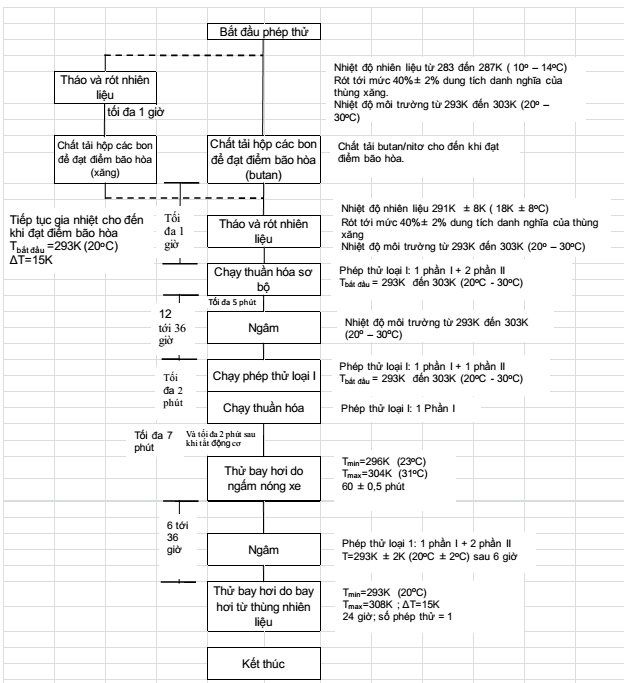 Bắt đầu phép thử
Tháo và rót nhiên
liệu
Nhiệt độ nhiên liệu từ 283 đến 287K ( 10º – 14ºC)
Rót tới mức 40%± 2% dung tích danh nghĩa của
thùng xăng.
Nhiệt độ môi trường từ 293K đến 303K (20º –
30ºC)
tối đa 1 giờ
Chất tải hộp các bon
để đạt điểm bão hòa
(xăng)
Chất tải hộp các bon
để đạt điểm bão hòa
(butan)
Chất tải butan/nitơ cho đến khi đạt
điểm bão hòa.
Tiếp tục gia nhiệt cho đến
khi đạt điểm bão hòa
Tbắt đầu =293K (20ºC)
ΔT=15K
Tối
đa 1
giờ
Tháo và rót nhiên
liệu
Nhiệt độ nhiên liệu 291K ± 8K ( 18K ± 8ºC)
Rót tới mức 40%± 2% dung tích danh nghĩa của thùng
xăng
Nhiệt độ môi trường từ 293K đến 303K (20º – 30ºC)
Chạy thuần hóa sơ
bộ
Phép thử loại I: 1 phần I + 2 phần II
Tbắt đầu = 293K đến 303K (20ºC - 30ºC)
Tối đa 5 phút
12
tới 36
giờ
Ngâm
Nhiệt độ môi trường từ 293K đến 303K
(20º – 30ºC)
Tối
đa 2
phút
Chạy phép thử loại I
Phép thử loại I: 1 phần I + 1 phần II
Tbắt đầu = 293K đến 303K (20ºC - 30ºC)
Chạy thuần hóa
Phép thử loại I: 1 Phần I
Tối đa 7
phút
Và tối đa 2 phút sau
khi tắt động cơ
Thử bay hơi do
ngấm nóng xe
Tmin=296K (23ºC)
Tmax=304K (31ºC)
60 ± 0,5 phút
6 tới
36
giờ
Ngâm
Phép thử loại 1: 1 phần I + 2 phần II
T=293K ± 2K (20ºC ± 2ºC) sau 6 giờ
Thử bay hơi do bay
hơi từ thùng nhiên
liệu
Tmin=293K (20ºC)
Tmax=308K ; ΔT=15K
24 giờ; số phép thử = 1
Kết thúc